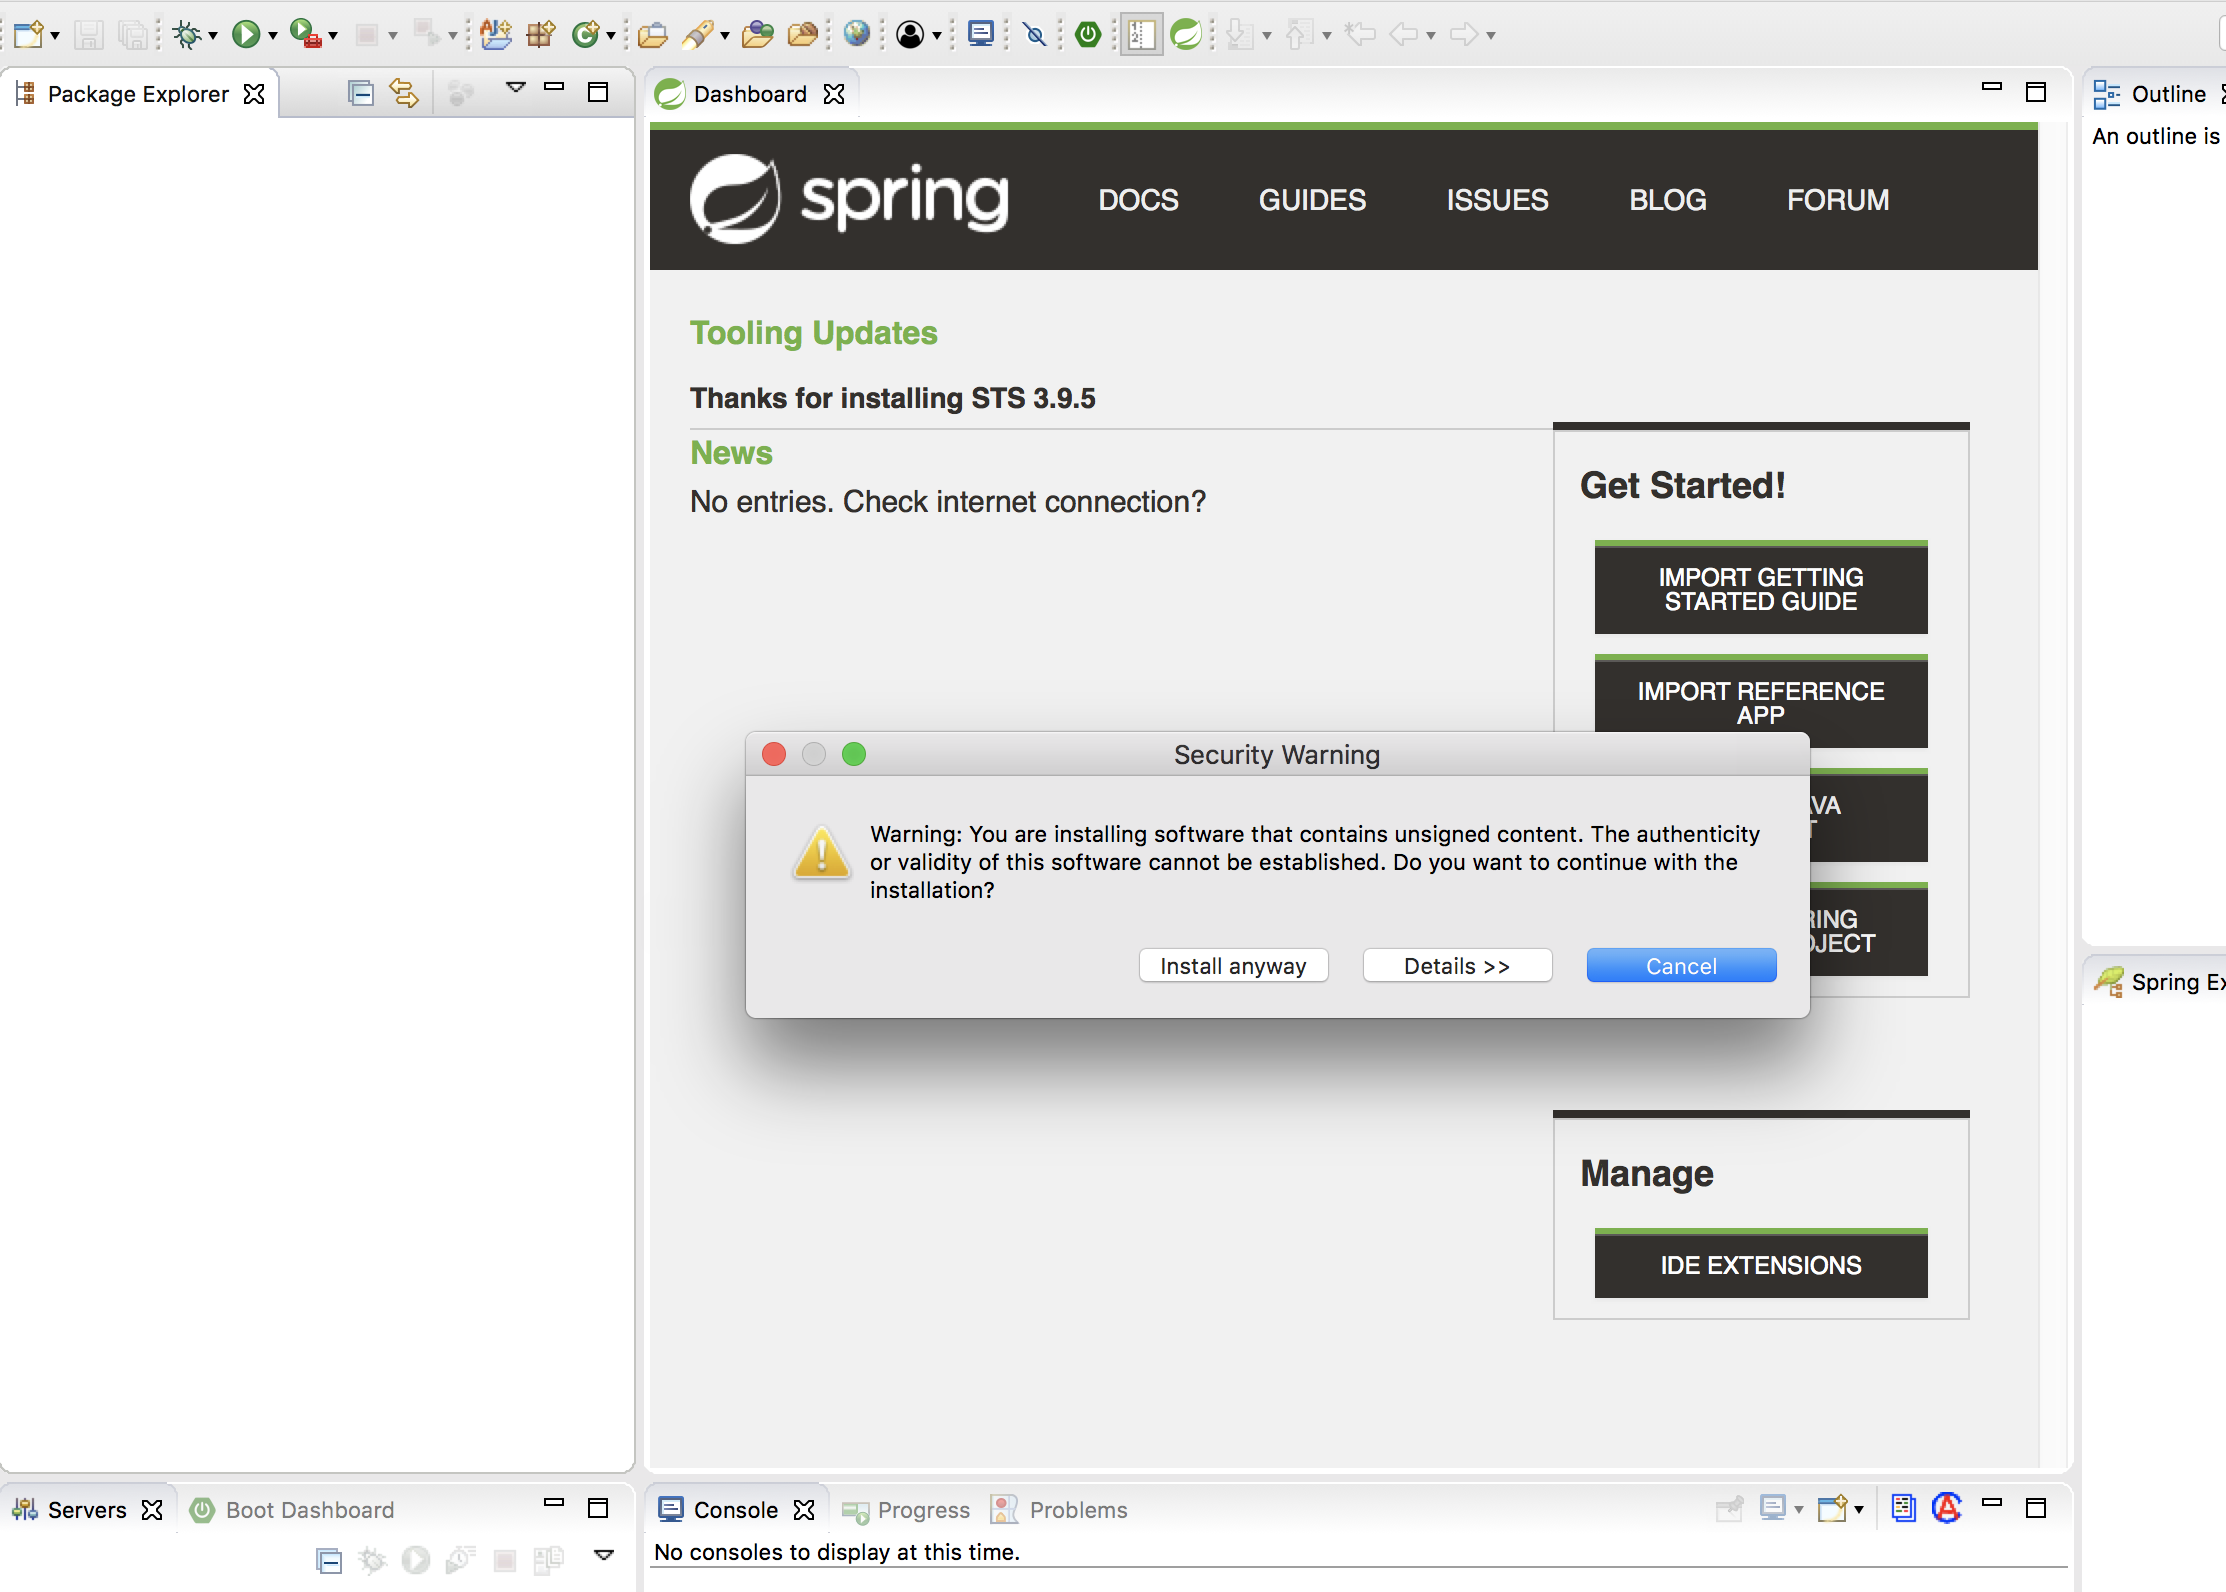 Package Explorer
Dashboard
Outline
An outline is
spring
DOCS
GUIDES
ISSUES
BLOG
FORUM
Tooling Updates
Thanks for installing STS 3.9.5
News
No entries. Check internet connection?
Get Started!
IMPORT GETTING
STARTED GUIDE
IMPORT REFERENCE
APP
Security Warning
Warning: You are installing software that contains unsigned content. The authenticity
or validity of this software cannot be established. Do you want to continue with the
installation?
Install anyway
Details >>
Cancel
Spring
Manage
IDE EXTENSIONS
Servers
Boot Dashboard
Console
Progress
Problems
No consoles to display at this time.